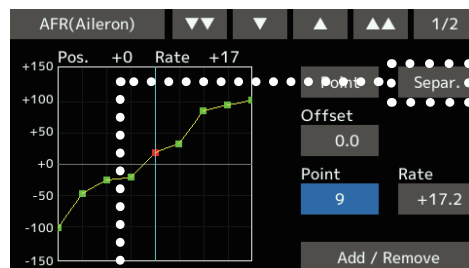 AFR(Aileron) ▼▼ ▼ ▲ ▲▲ 1/2
Pos. +0 Rate +17
+150
+100
+50
+0
-50
-100
-150
Point Separ.
Offset
0.0
Point Rate
9 +17.2
Add / Remove